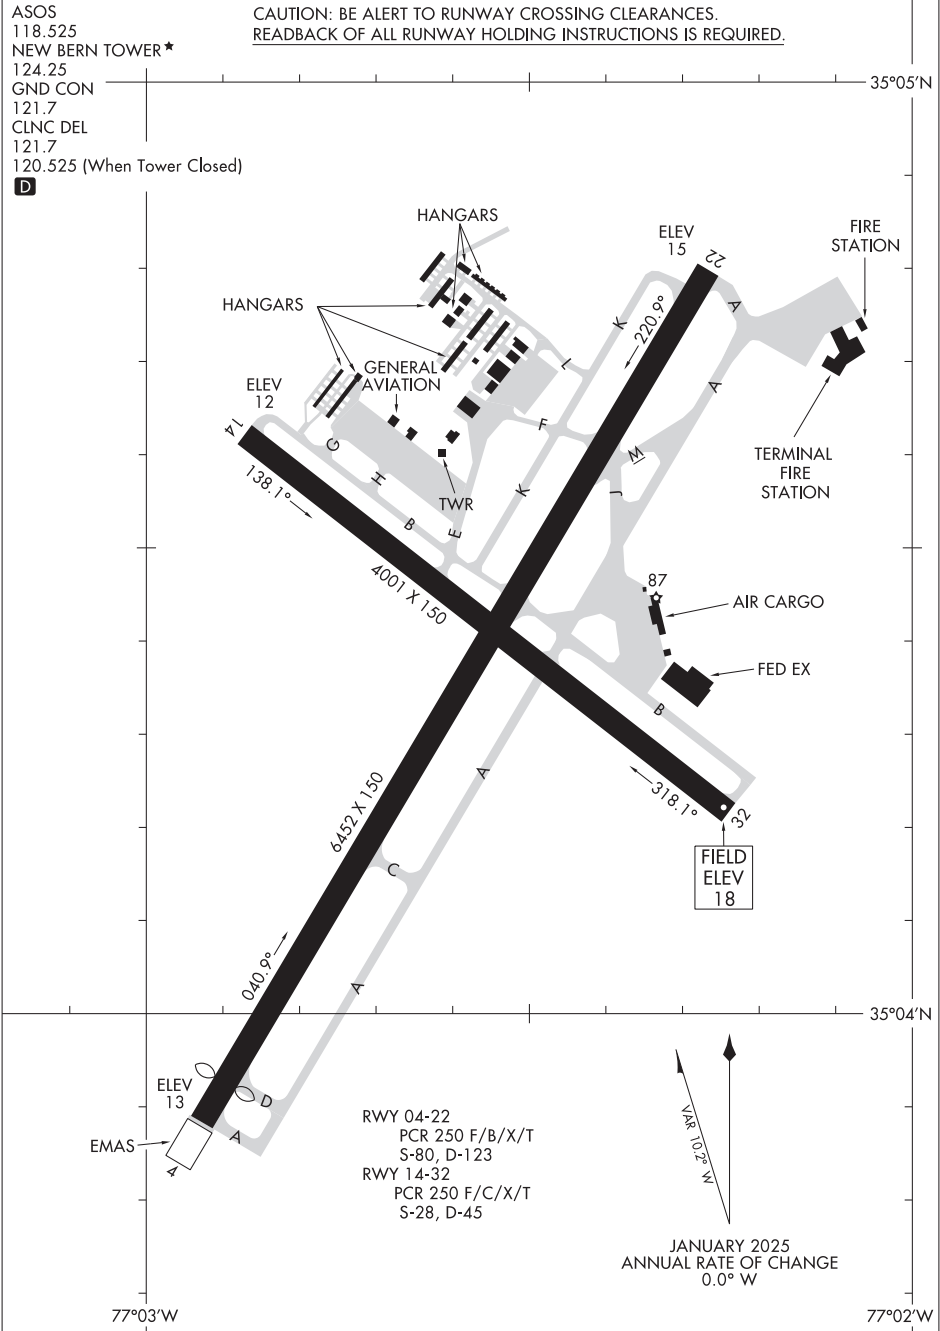 ASOS
118.525
NEW BERN TOWER★
124.25
GND CON
121.7
CLNC DEL
121.7
120.525 (When Tower Closed)
D
CAUTION: BE ALERT TO RUNWAY CROSSING CLEARANCES.
READBACK OF ALL RUNWAY HOLDING INSTRUCTIONS IS REQUIRED.
35°05'N
HANGARS
ELEV
15
22
FIRE
STATION
HANGARS
A
K
220.9°
GENERAL
AVIATION
L
ELEV
12
A
14
G
F
M
TERMINAL
FIRE
STATION
138.1°
H
K
J
TWR
B
E
4001 X 150
87
AIR CARGO
FED EX
B
A
318.1°
32
6452 X 150
FIELD
ELEV
18
C
040.9°
A
35°04'N
ELEV
13
D
A
EMAS
4
RWY 04-22
PCR 250 F/B/X/T
S-80, D-123
RWY 14-32
PCR 250 F/C/X/T
S-28, D-45
VAR 10.2° W
JANUARY 2025
ANNUAL RATE OF CHANGE
0.0° W
77°03'W
77°02'W